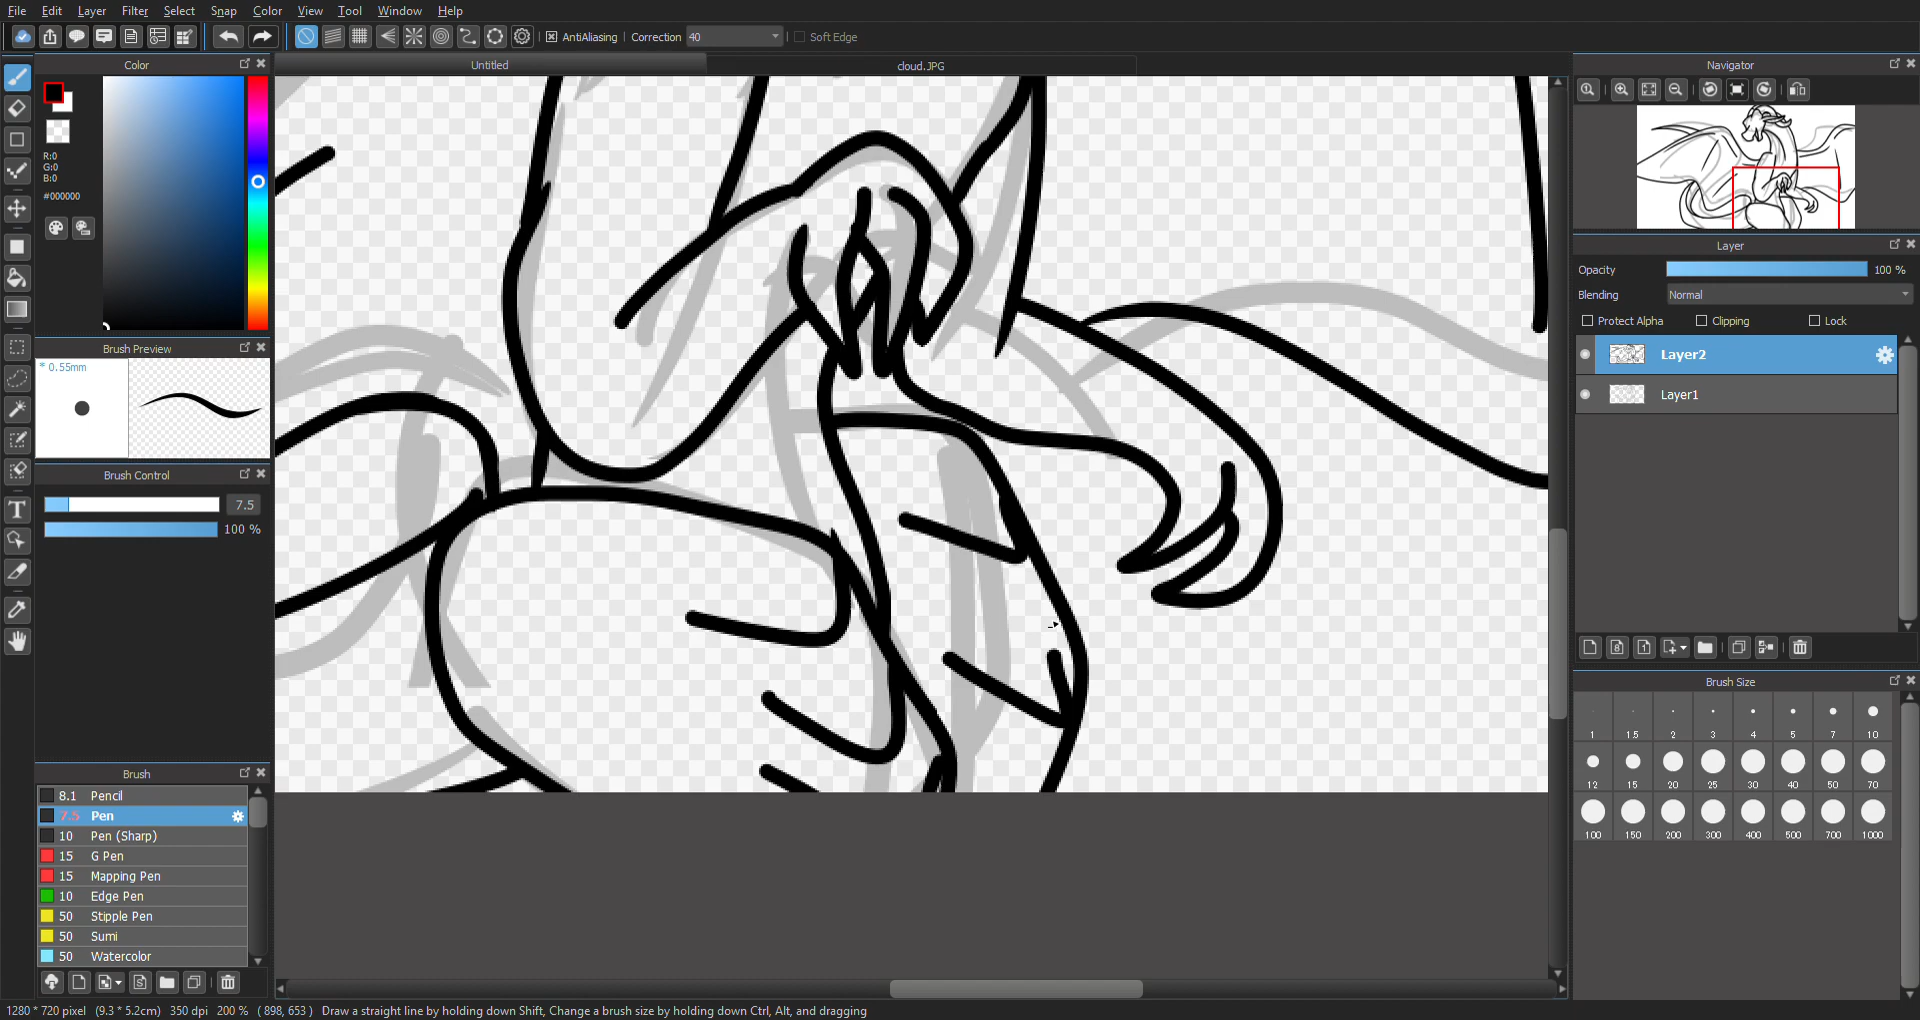 File Edit Layer Filter Select Snap Color View Tool Window Help
AntiAliasing Correction 40 Soft Edge
Color
Untitled
cloud.JPG
Navigator
R:0
G:0
B:0
#000000
Brush Preview
* 0.55mm
Brush Control
7.5
100 %
Brush
8.1 Pencil
7.5 Pen
10 Pen (Sharp)
15 G Pen
15 Mapping Pen
10 Edge Pen
50 Stipple Pen
50 Sumi
50 Watercolor
Layer
Opacity 100 %
Blending Normal
Protect Alpha Clipping Lock
Layer2
Layer1
Brush Size
1 1.5 2 3 4 5 7 10
12 15 20 25 30 40 50 70
100 150 200 300 400 500 700 1000
1280 * 720 pixel (9.3 * 5.2cm) 350 dpi 200 % ( 898, 653 ) Draw a straight line by holding down Shift, Change a brush size by holding down Ctrl, Alt, and dragging